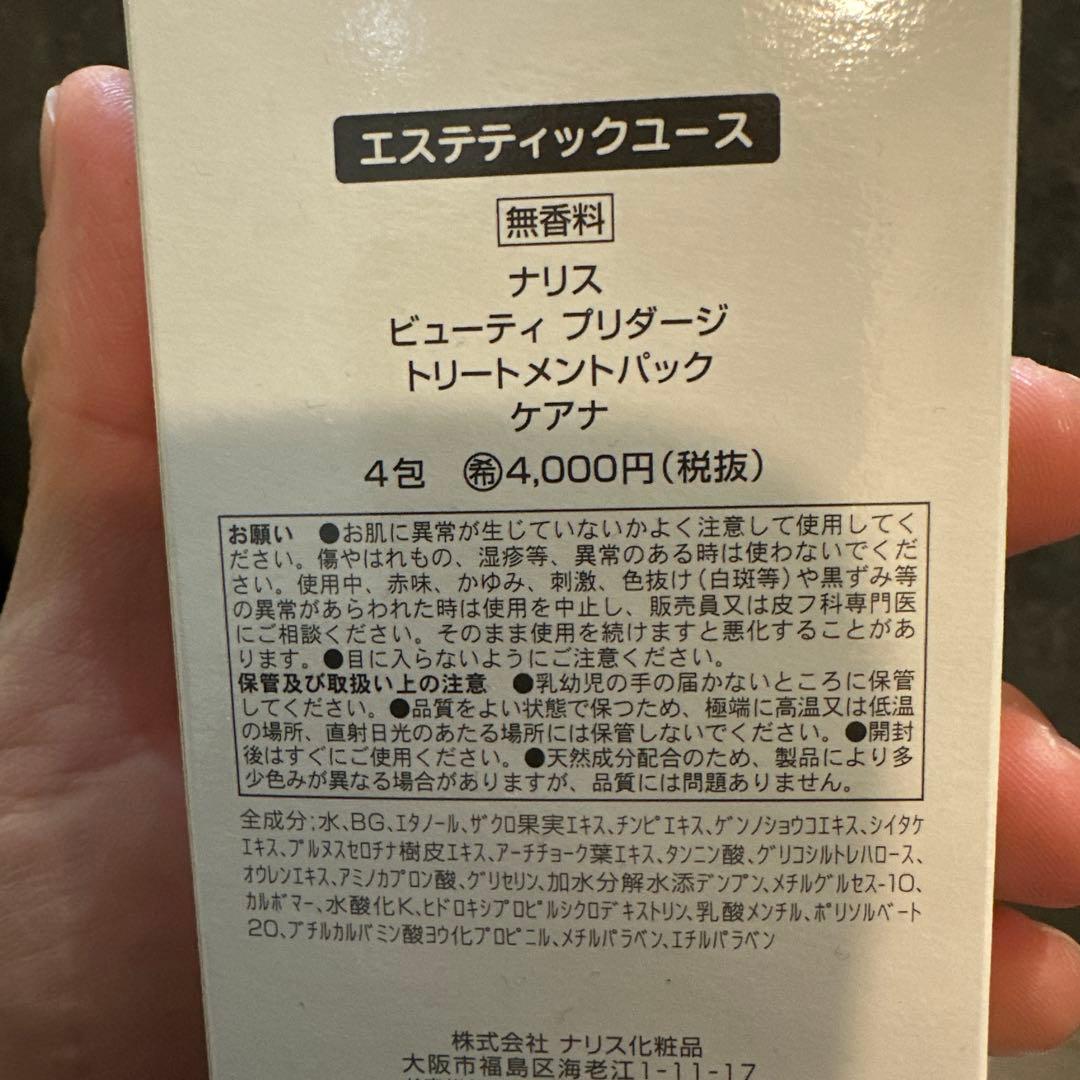 エステティックユース
無香料
ナリス
ビューティ プリダージ
トリートメントパック
ケアナ
4包 ㊒4,000円(税抜)
お願い ●お肌に異常が生じていないかよく注意して使用してく
ださい。傷やはれもの、湿疹等、異常のある時は使わないでくだ
さい。使用中、赤味、かゆみ、刺激、色抜け(白斑等)や黒ずみ等
の異常があらわれた時は使用を中止し、販売員又は皮フ科専門医
にご相談ください。そのまま使用を続けますと悪化することがあ
ります。●目に入らないようにご注意ください。
保管及び取扱い上の注意 ●乳幼児の手の届かないところに保管
してください。●品質をよい状態で保つため、極端に高温又は低温
の場所、直射日光のあたる場所には保管しないでください。●開封
後はすぐにご使用ください。●天然成分配合のため、製品により多
少色みが異なる場合がありますが、品質には問題ありません。
全成分;水、BG、エタノール、ザクロ果実エキス、チンピエキス、ゲンノショウコエキス、シイタケ
エキス、プルヌスセロチナ樹皮エキス、アーチチョーク葉エキス、タンニン酸、グリコシルトレハロース、
オウレンエキス、アミノカプロン酸、グリセリン、加水分解水添デンプン、メチルグルセス-10、
カルボマー、水酸化K、ヒドロキシプロピルシクロデキストリン、乳酸メンチル、ポリソルベート
20、ブチルカルバミン酸ヨウ化プロピニル、メチルパラベン、エチルパラベン
株式会社 ナリス化粧品
大阪市福島区海老江1-11-17